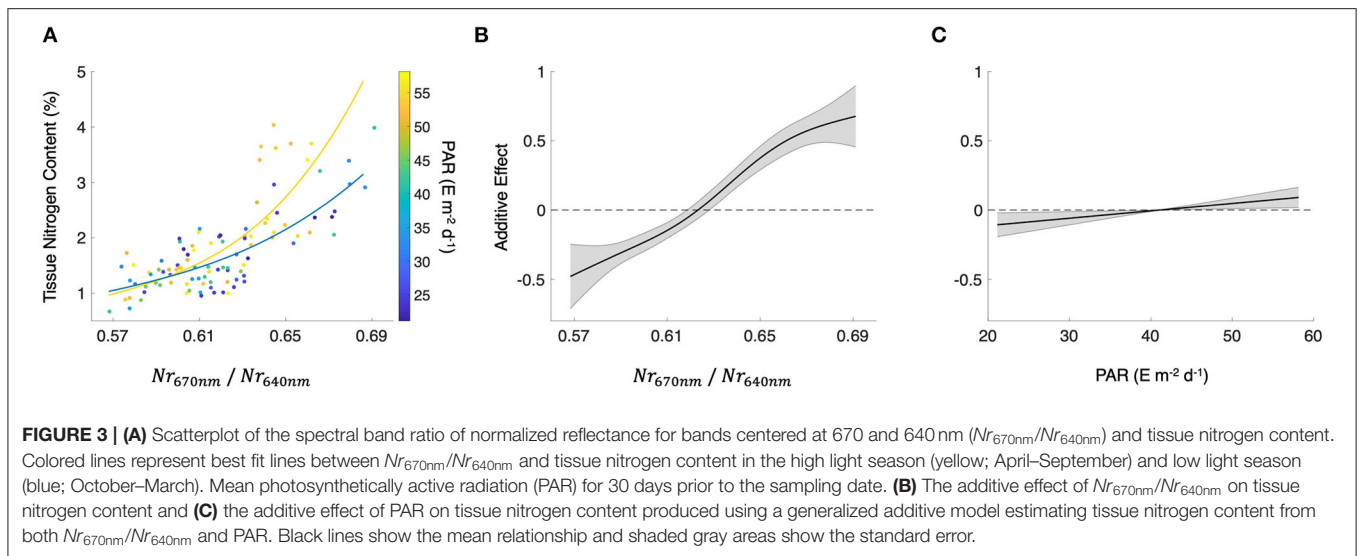 A
B
C
Tissue Nitrogen Content (%)
5
4
3
2
1
0.57
0.61
0.65
0.69
Nr670nm / Nr640nm
55
50
45
40
35
30
25
PAR (E m-2 d-1)
Additive Effect
1
0.5
0
-0.5
0.57
0.61
0.65
0.69
Nr670nm / Nr640nm
1
0.5
0
-0.5
20
30
40
50
60
PAR (E m-2 d-1)
FIGURE 3 | (A) Scatterplot of the spectral band ratio of normalized reflectance for bands centered at 670 and 640 nm (Nr670nm/Nr640nm) and tissue nitrogen content.
Colored lines represent best fit lines between Nr670nm/Nr640nm and tissue nitrogen content in the high light season (yellow; April–September) and low light season
(blue; October–March). Mean photosynthetically active radiation (PAR) for 30 days prior to the sampling date. (B) The additive effect of Nr670nm/Nr640nm on tissue
nitrogen content and (C) the additive effect of PAR on tissue nitrogen content produced using a generalized additive model estimating tissue nitrogen content from
both Nr670nm/Nr640nm and PAR. Black lines show the mean relationship and shaded gray areas show the standard error.